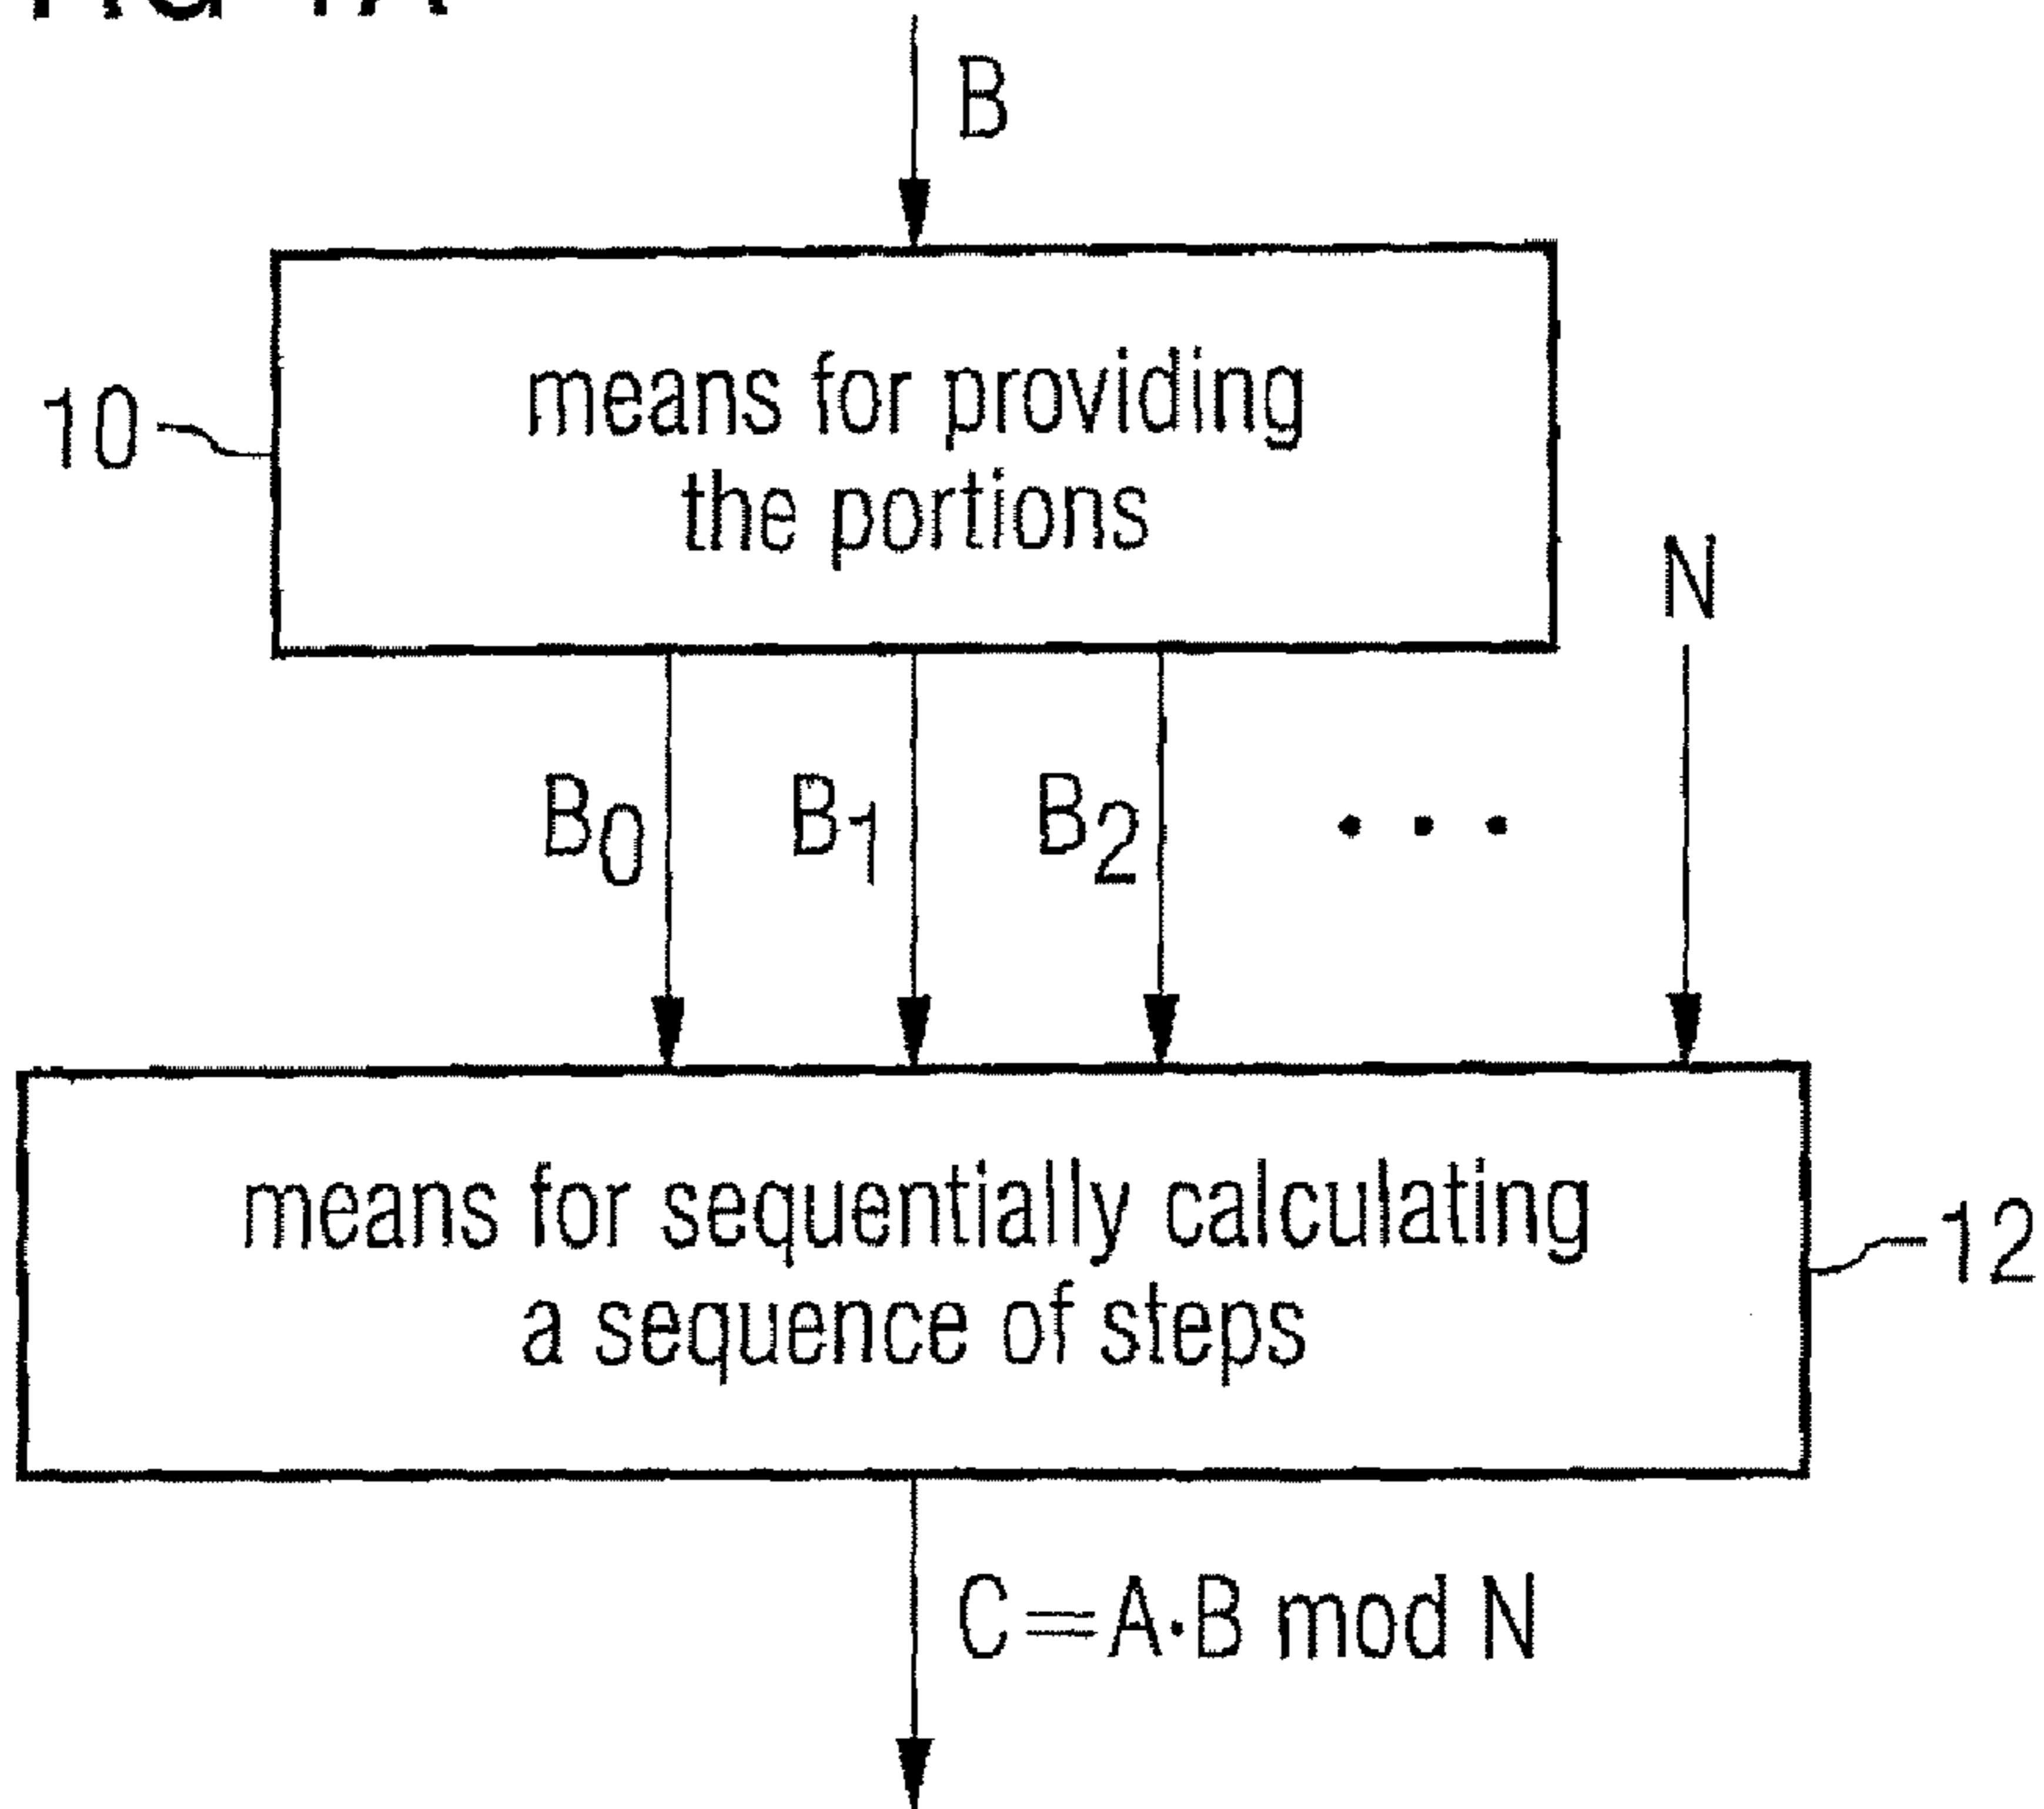 B
means for providing
10
the portions
N
B0 B1 B2 • • •
means for sequentially calculating
12
a sequence of steps
C=A·B mod N